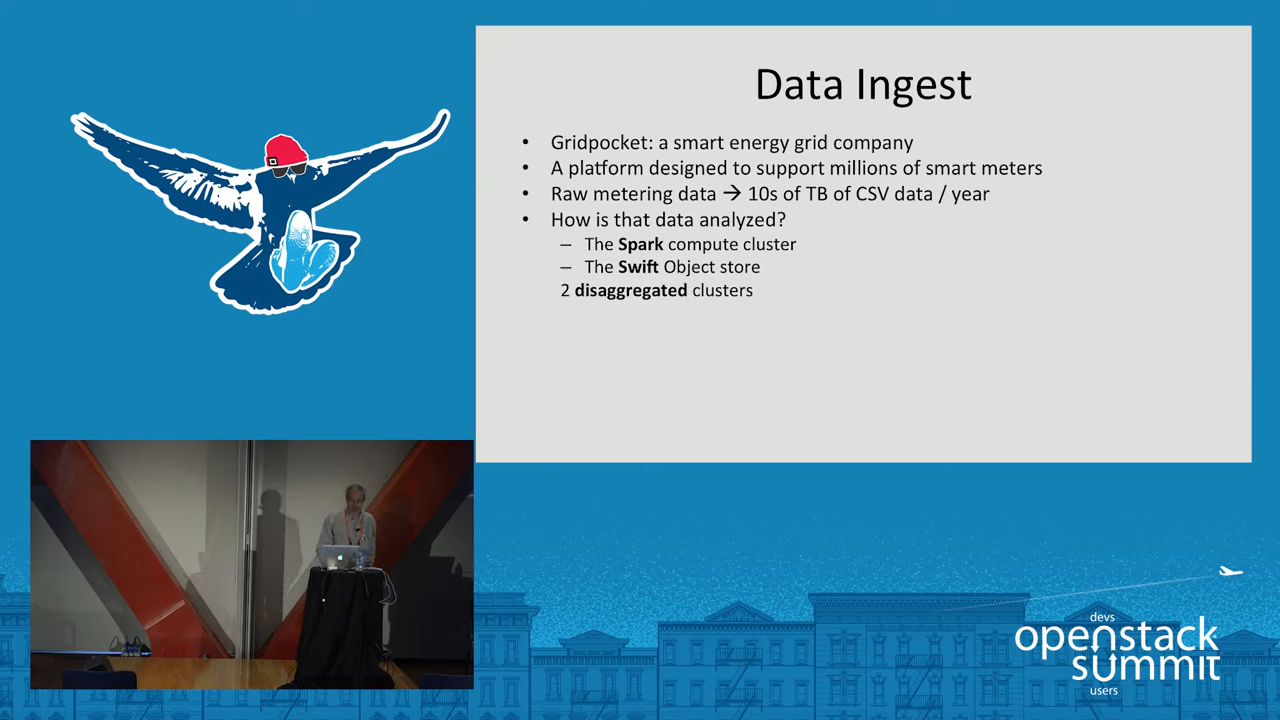 Data Ingest
• Gridpocket: a smart energy grid company
• A platform designed to support millions of smart meters
• Raw metering data → 10s of TB of CSV data / year
• How is that data analyzed?
– The Spark compute cluster
– The Swift Object store
2 disaggregated clusters
devs
openstack
summit
users